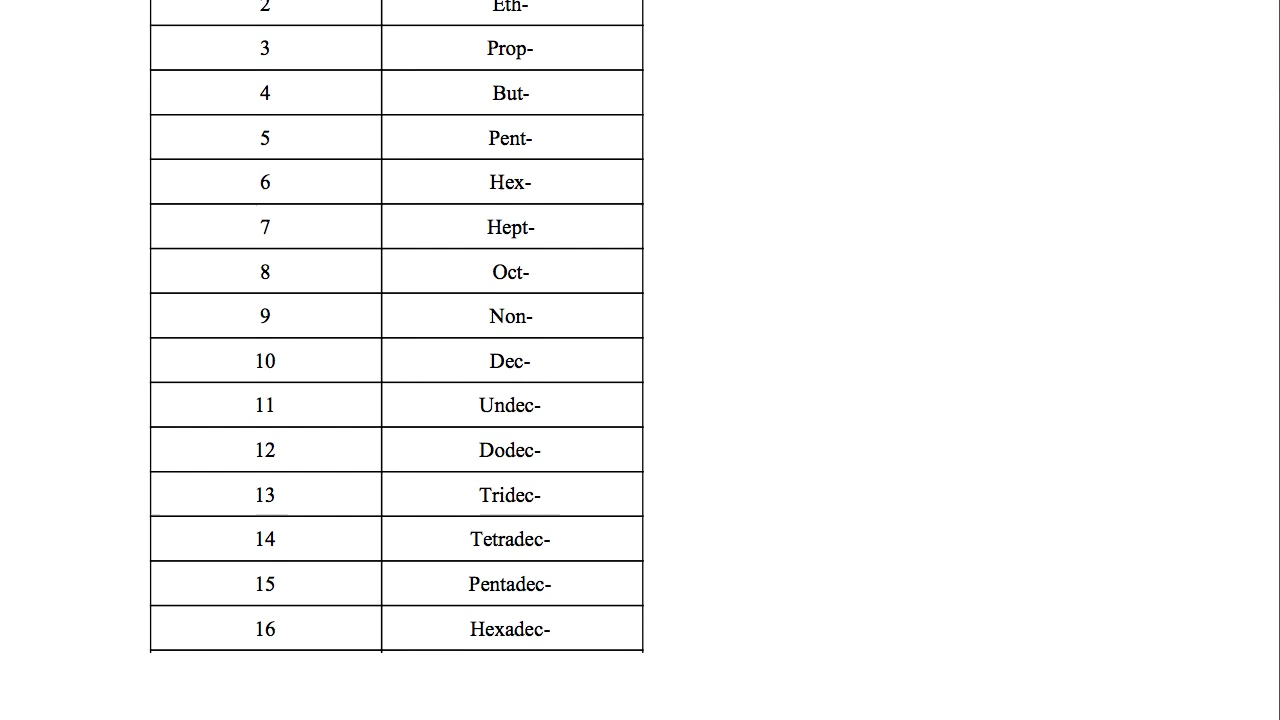 2 Eth-
3 Prop-
4 But-
5 Pent-
6 Hex-
7 Hept-
8 Oct-
9 Non-
10 Dec-
11 Undec-
12 Dodec-
13 Tridec-
14 Tetradec-
15 Pentadec-
16 Hexadec-